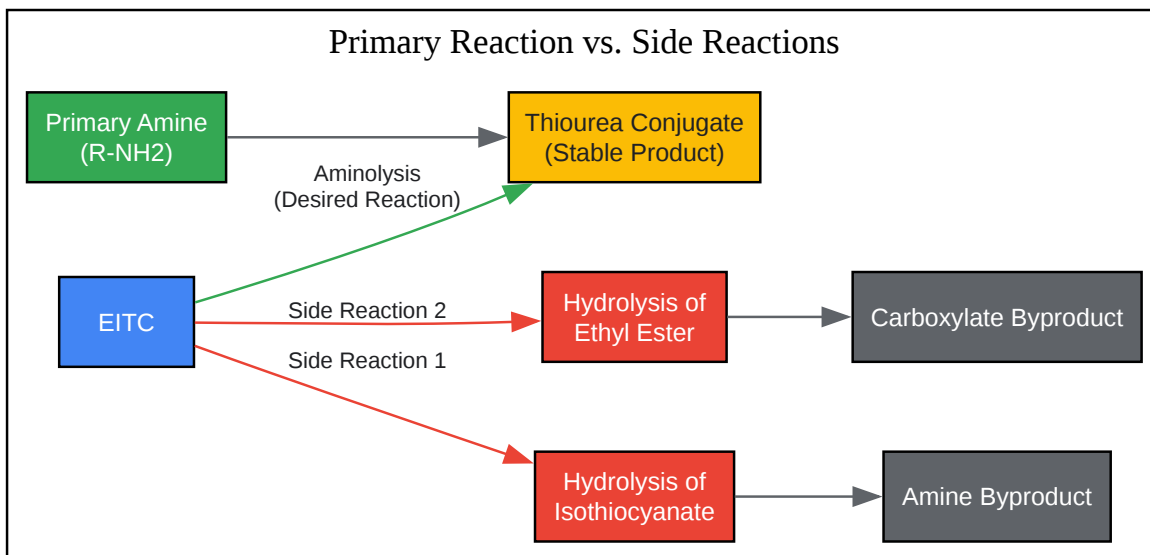 Primary Reaction vs. Side Reactions
Primary Amine
(R-NH2)
Thiourea Conjugate
(Stable Product)
Aminolysis
(Desired Reaction)
EITC
Side Reaction 2
Hydrolysis of
Ethyl Ester
Carboxylate Byproduct
Side Reaction 1
Hydrolysis of
Isothiocyanate
Amine Byproduct